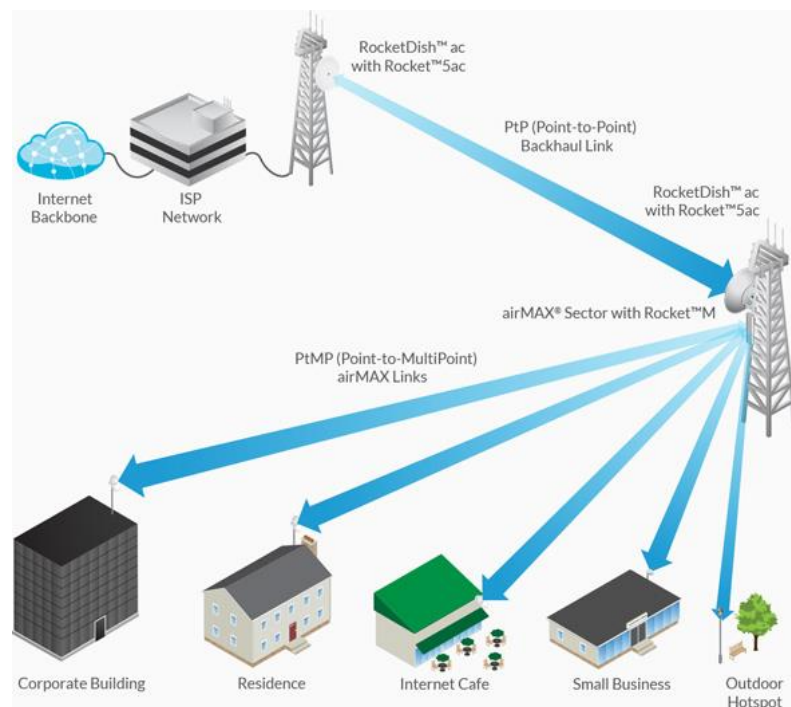 RocketDish™ ac
with Rocket™5ac
PtP (Point-to-Point)
Backhaul Link
Internet
Backbone
ISP
Network
RocketDish™ ac
with Rocket™5ac
airMAX® Sector with Rocket™M
PtMP (Point-to-MultiPoint)
airMAX Links
Corporate Building
Residence
Internet Cafe
Small Business
Outdoor
Hotspot